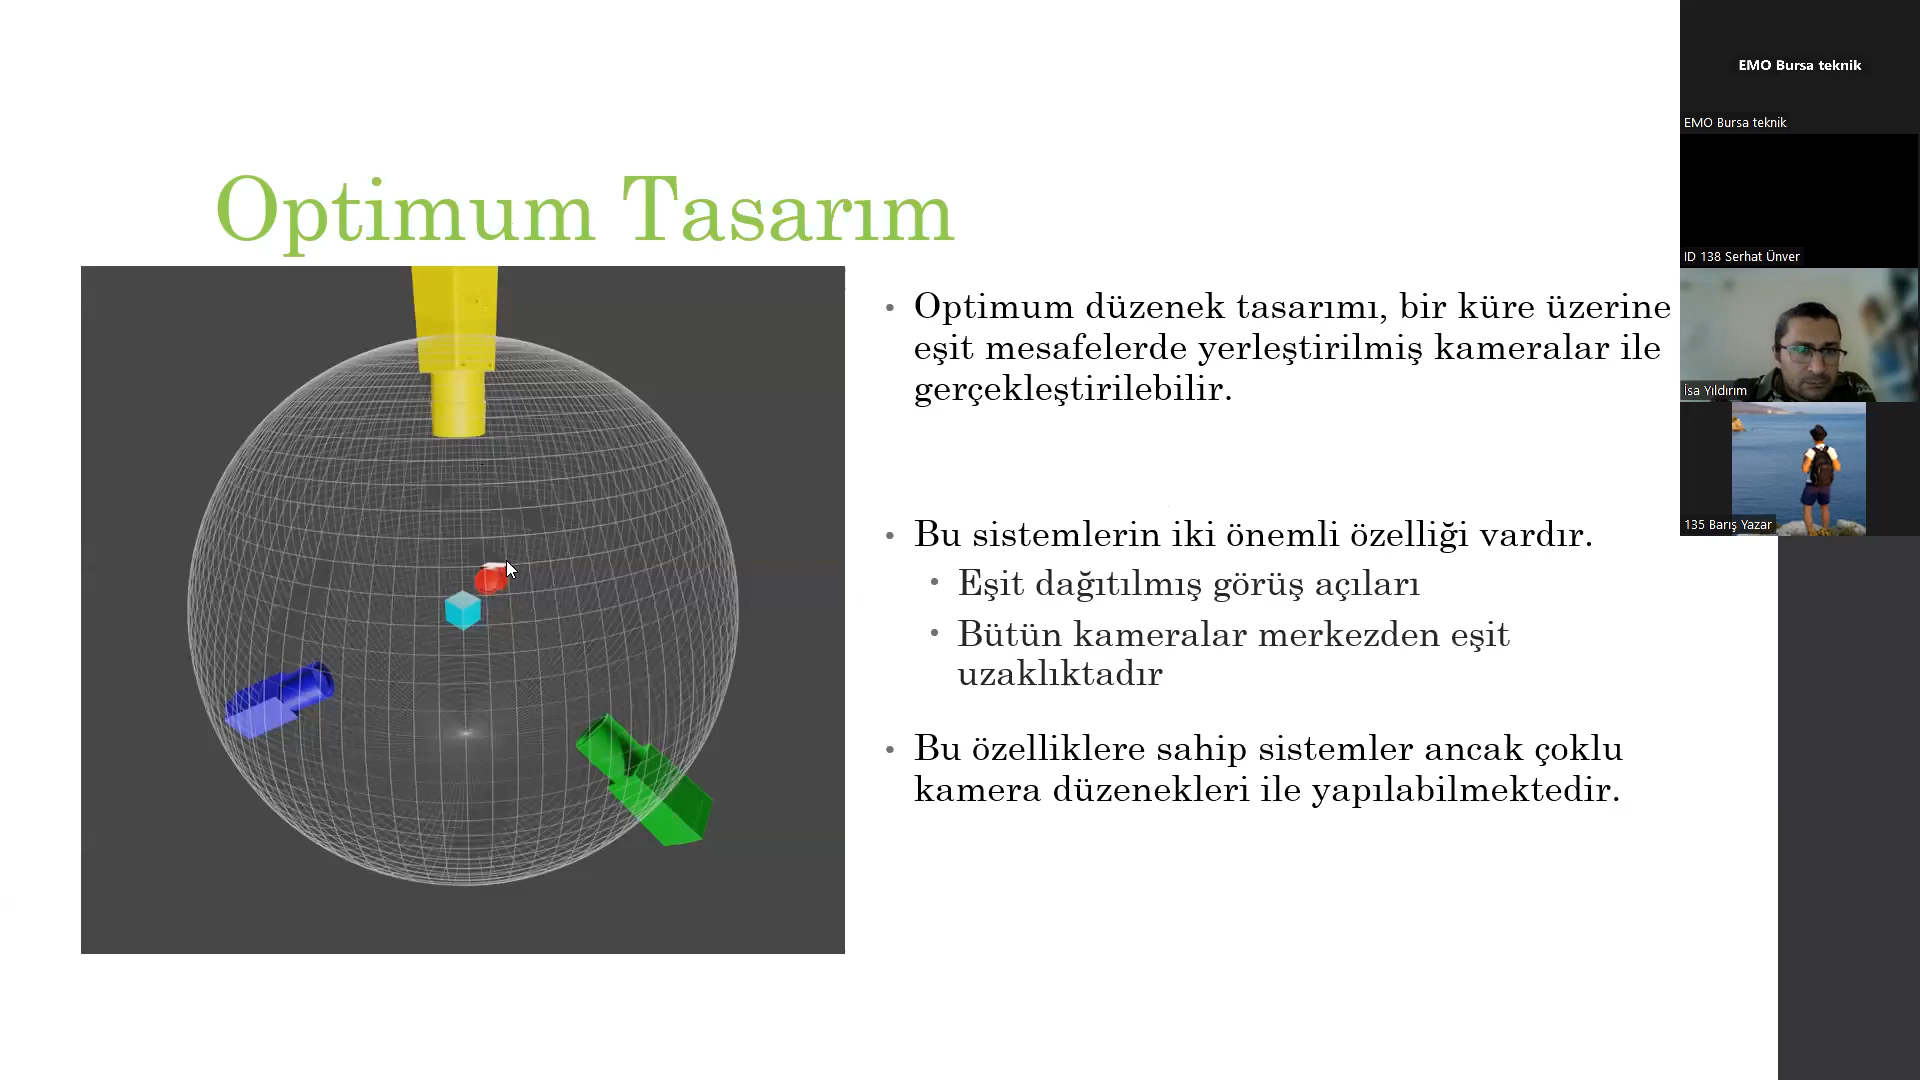 Optimum Tasarım
• Optimum düzenek tasarımı, bir küre üzerine
eşit mesafelerde yerleştirilmiş kameralar ile
gerçekleştirilebilir.
• Bu sistemlerin iki önemli özelliği vardır.
• Eşit dağıtılmış görüş açıları
• Bütün kameralar merkezden eşit
uzaklıktadır
• Bu özelliklere sahip sistemler ancak çoklu
kamera düzenekleri ile yapılabilmektedir.
EMO Bursa teknik
EMO Bursa teknik
ID 138 Serhat Ünver
İsa Yıldırım
135 Barış Yazar